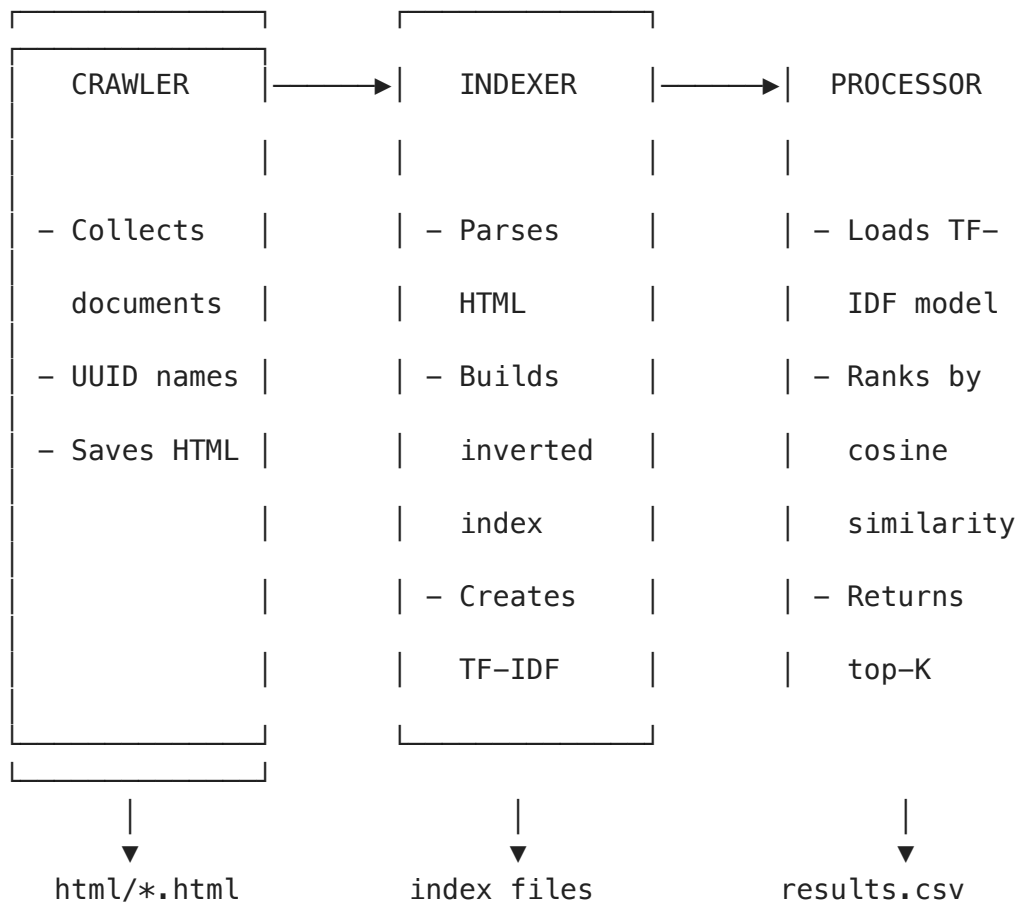 CRAWLER INDEXER PROCESSOR
- Collects - Parses - Loads TF-
documents HTML IDF model
- UUID names - Builds - Ranks by
- Saves HTML inverted cosine
index similarity
- Creates - Returns
TF-IDF top-K
html/*.html index files results.csv